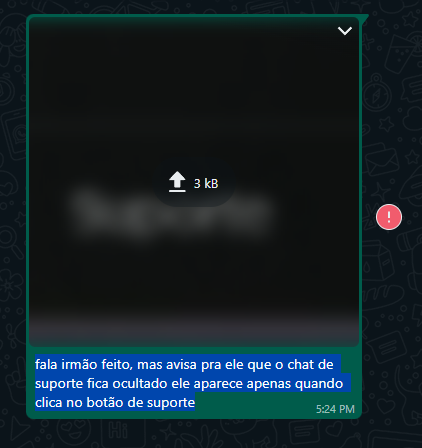 3 kB
Suporte
fala irmão feito, mas avisa pra ele que o chat de
suporte fica ocultado ele aparece apenas quando
clica no botão de suporte
5:24 PM